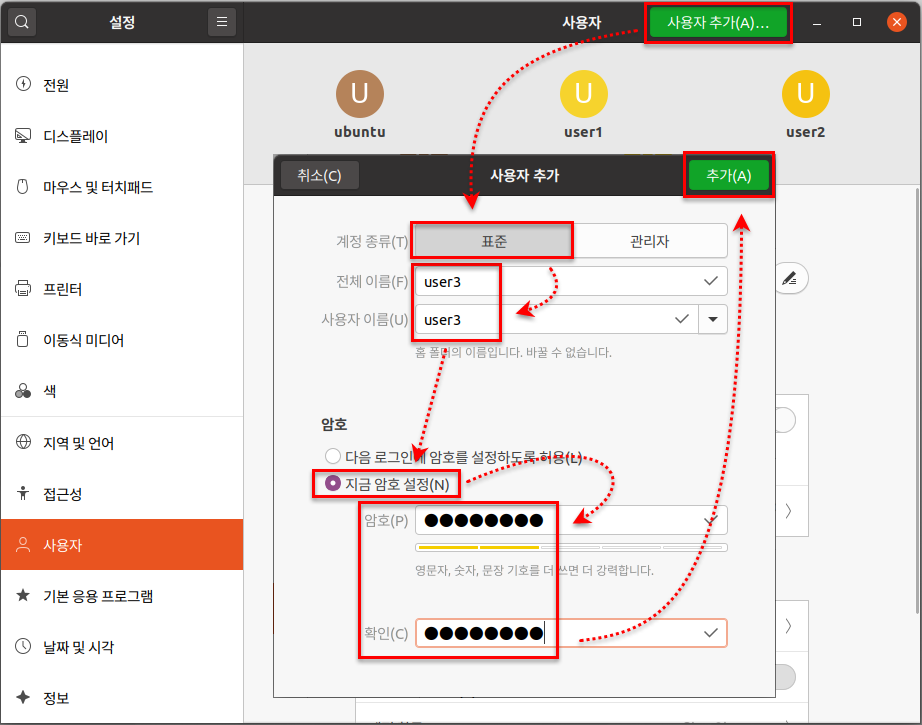 설정
사용자
사용자 추가(A)...
전원
디스플레이
마우스 및 터치패드
키보드 바로 가기
프린터
이동식 미디어
색
지역 및 언어
접근성
사용자
기본 응용 프로그램
날짜 및 시각
정보
U
U
U
ubuntu
user1
user2
취소(C)
사용자 추가
추가(A)
계정 종류(T)
표준
관리자
전체 이름(F)
user3
사용자 이름(U)
user3
홈 폴더의 이름입니다. 바꿀 수 없습니다.
암호
다음 로그인에 암호를 설정하도록 허용(L)
지금 암호 설정(N)
암호(P)
●●●●●●●●
영문자, 숫자, 문장 기호를 더 쓰면 더 강력합니다.
확인(C)
●●●●●●●●